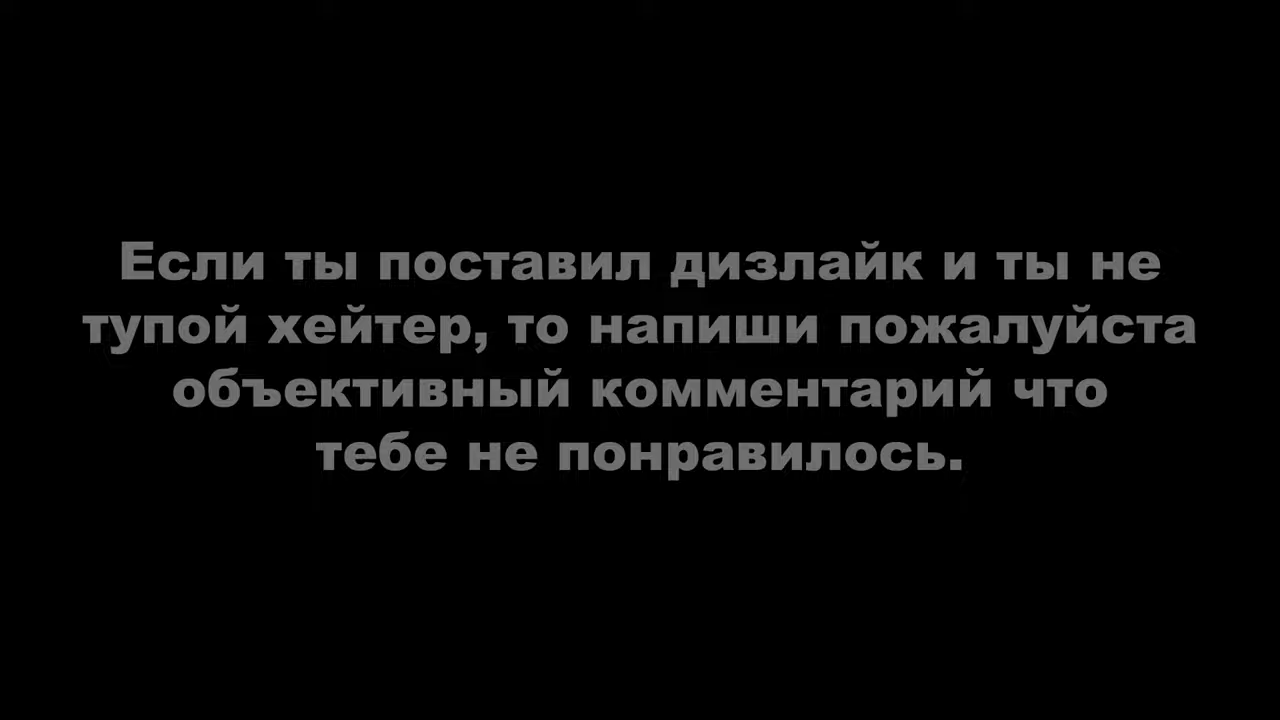 Если ты поставил дизлайк и ты не
тупой хейтер, то напиши пожалуйста
объективный комментарий что
тебе не понравилось.